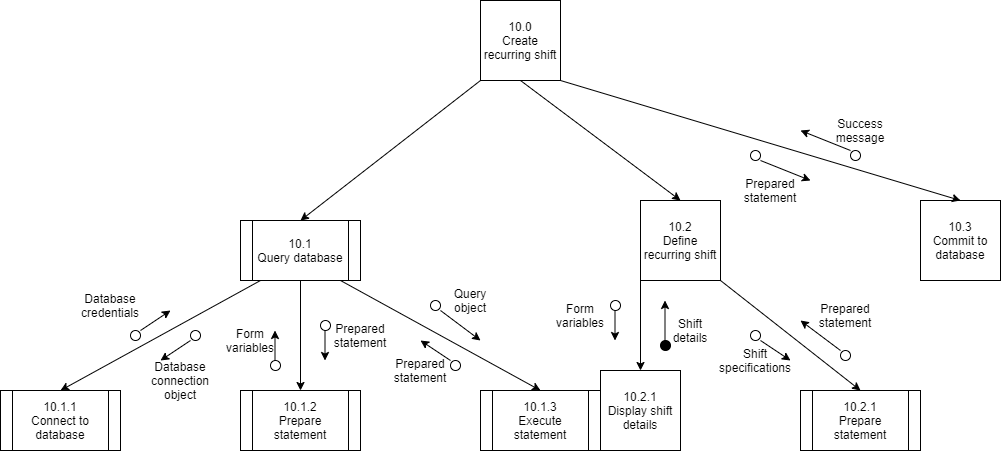 10.0
Create
recurring shift
Success
message
Prepared
statement
10.1
Query database
10.2
Define
recurring shift
10.3
Commit to
database
Database
credentials
Database
connection
object
Form
variables
Prepared
statement
Query
object
Prepared
statement
Form
variables
Shift
details
Prepared
statement
Shift
specifications
10.1.1
Connect to
database
10.1.2
Prepare
statement
10.1.3
Execute
statement
10.2.1
Display shift
details
10.2.1
Prepare
statement